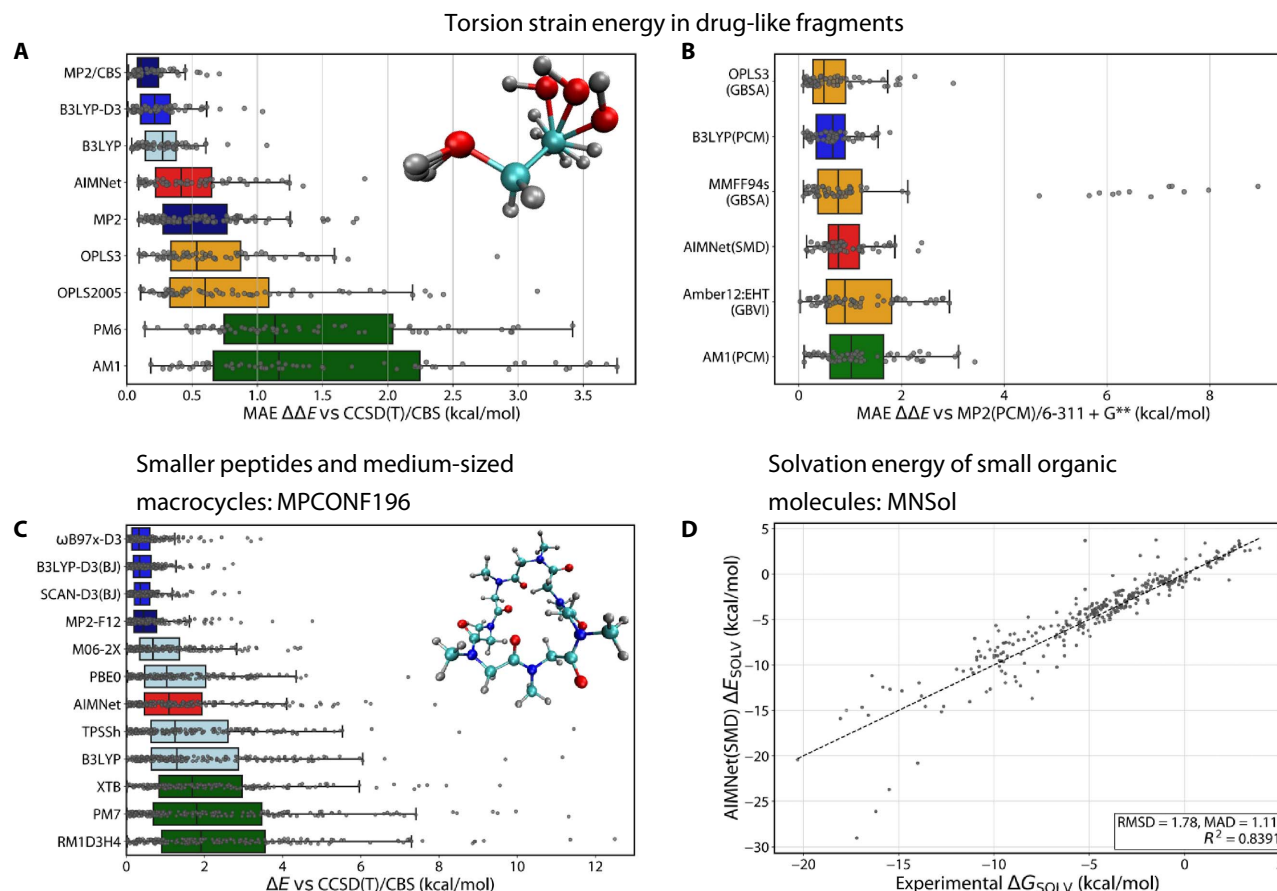 Torsion strain energy in drug-like fragments
A
MP2/CBS
B3LYP-D3
B3LYP
AIMNet
MP2
OPLS3
OPLS2005
PM6
AM1
0.0 0.5 1.0 1.5 2.0 2.5 3.0 3.5
MAE ΔΔE vs CCSD(T)/CBS (kcal/mol)
B
OPLS3
(GBSA)
B3LYP(PCM)
MMFF94s
(GBSA)
AIMNet(SMD)
Amber12:EHT
(GBVI)
AM1(PCM)
0 2 4 6 8
MAE ΔΔE vs MP2(PCM)/6-311 + G** (kcal/mol)
Smaller peptides and medium-sized
macrocycles: MPCONF196
C
ωB97x-D3
B3LYP-D3(BJ)
SCAN-D3(BJ)
MP2-F12
M06-2X
PBE0
AIMNet
TPSSh
B3LYP
XTB
PM7
RM1D3H4
0 2 4 6 8 10 12
ΔE vs CCSD(T)/CBS (kcal/mol)
Solvation energy of small organic
molecules: MNSol
D
AIMNet(SMD) ΔE_SOLV (kcal/mol)
5
0
−5
−10
−15
−20
−25
−30
RMSD = 1.78, MAD = 1.11
R² = 0.8391
−20 −15 −10 −5 0
Experimental ΔG_SOLV (kcal/mol)